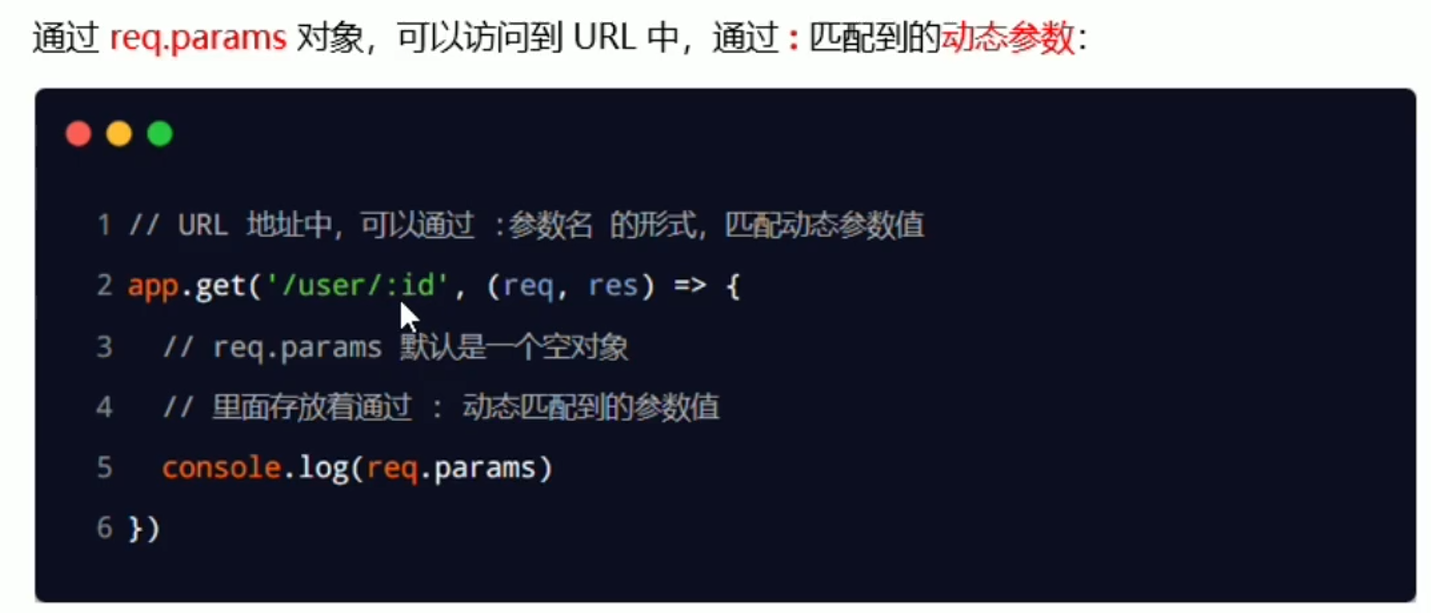 通过 req.params 对象，可以访问到 URL 中，通过 : 匹配到的动态参数：
1 // URL 地址中，可以通过 :参数名 的形式，匹配动态参数值
2 app.get('/user/:id', (req, res) => {
3   // req.params 默认是一个空对象
4   // 里面存放着通过 : 动态匹配到的参数值
5   console.log(req.params)
6 })